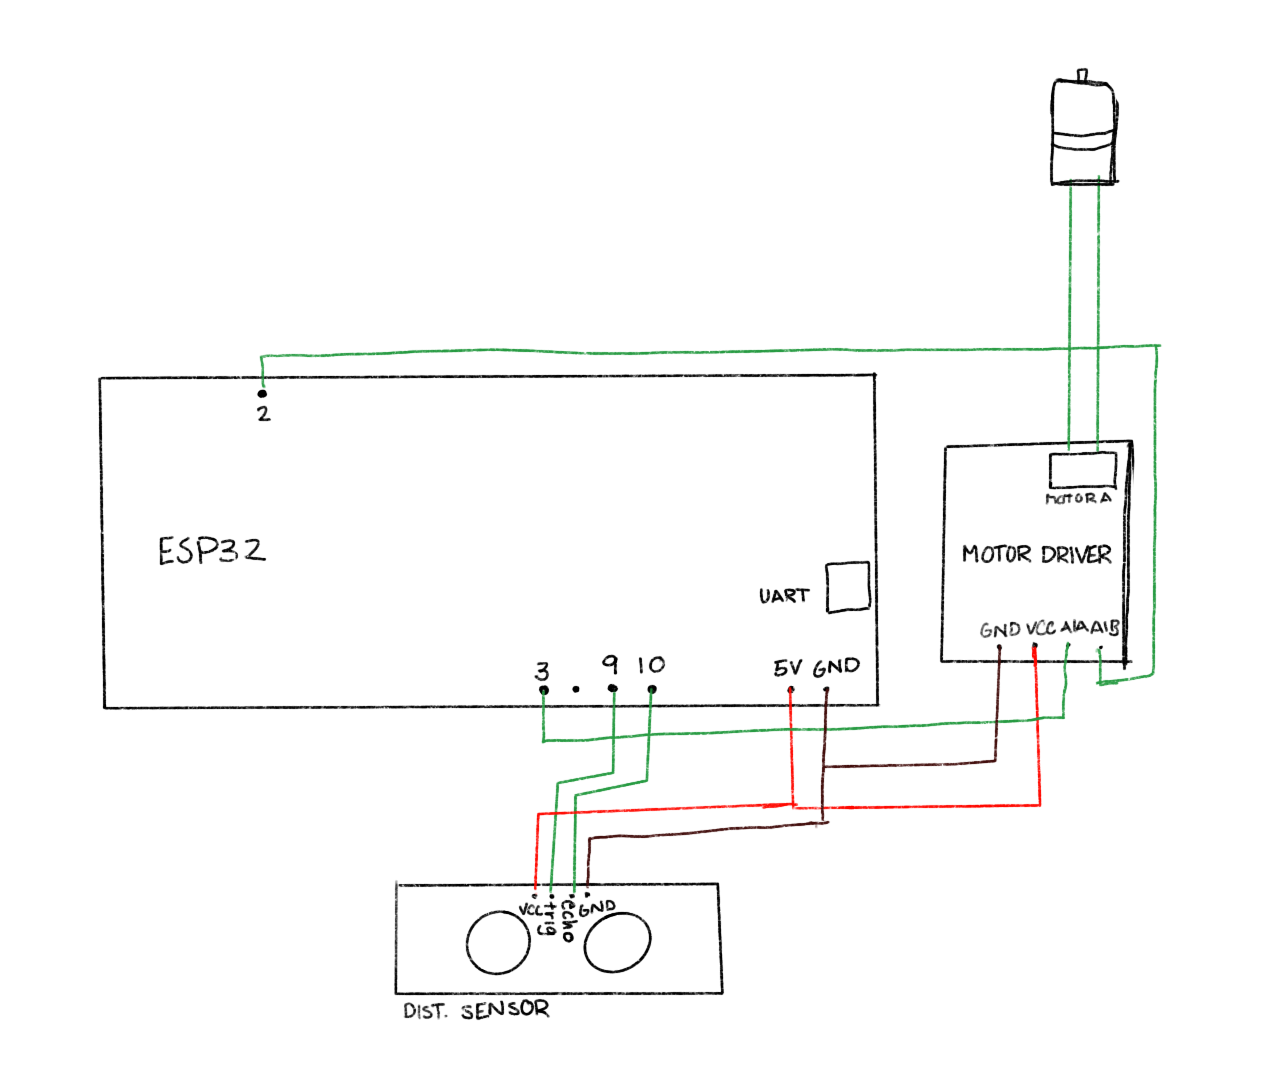 2
MOTOR A
ESP32
MOTOR DRIVER
UART
GND VCC A1A A1B
3 9 10 5V GND
VCC trig echo GND
DIST. SENSOR